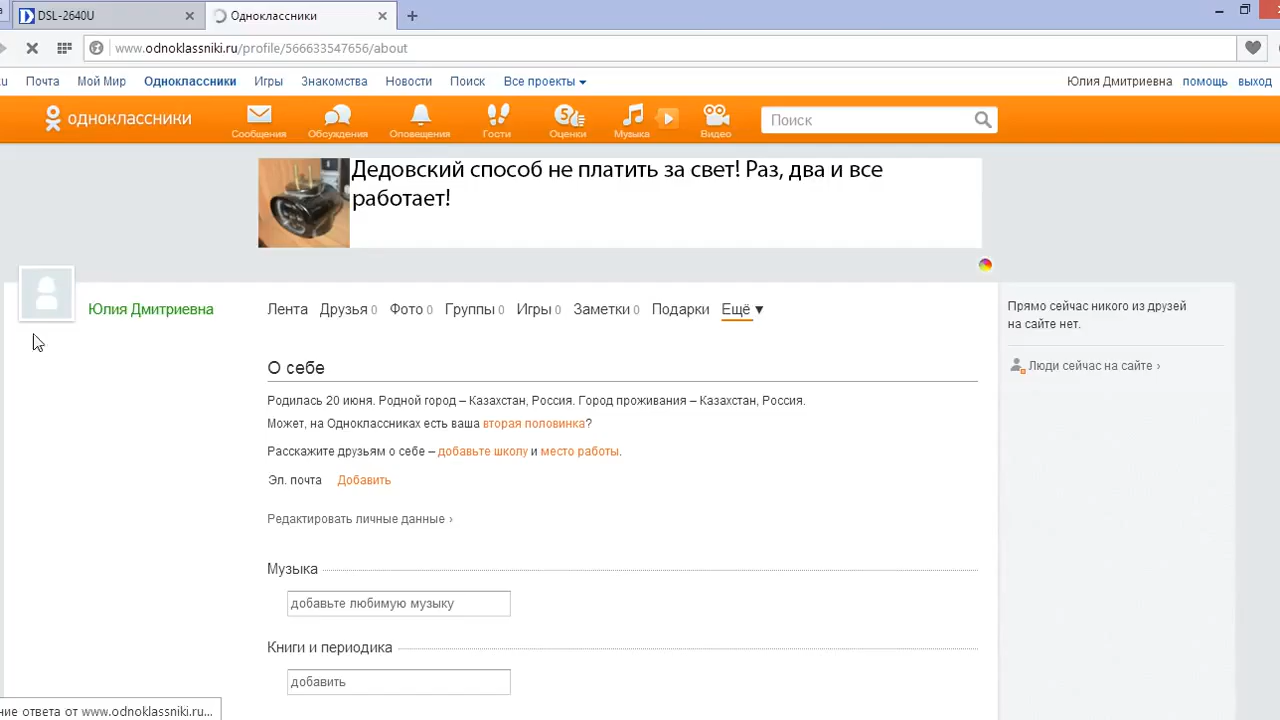 DSL-2640U
Одноклассники
www.odnoklassniki.ru/profile/566633547656/about
Почта Мой Мир Одноклассники Игры Знакомства Новости Поиск Все проекты Юлия Дмитриевна помощь выход
одноклассники
Сообщения Обсуждения Оповещения Гости Оценки Музыка Видео
5+
Поиск
Дедовский способ не платить за свет! Раз, два и все
работает!
Юлия Дмитриевна
Лента Друзья 0 Фото 0 Группы 0 Игры 0 Заметки 0 Подарки Ещё
Прямо сейчас никого из друзей
на сайте нет.
Люди сейчас на сайте ›
О себе
Родилась 20 июня. Родной город – Казахстан, Россия. Город проживания – Казахстан, Россия.
Может, на Одноклассниках есть ваша вторая половинка?
Расскажите друзьям о себе – добавьте школу и место работы.
Эл. почта Добавить
Редактировать личные данные ›
Музыка
добавьте любимую музыку
Книги и периодика
добавить
ответа от www.odnoklassniki.ru...